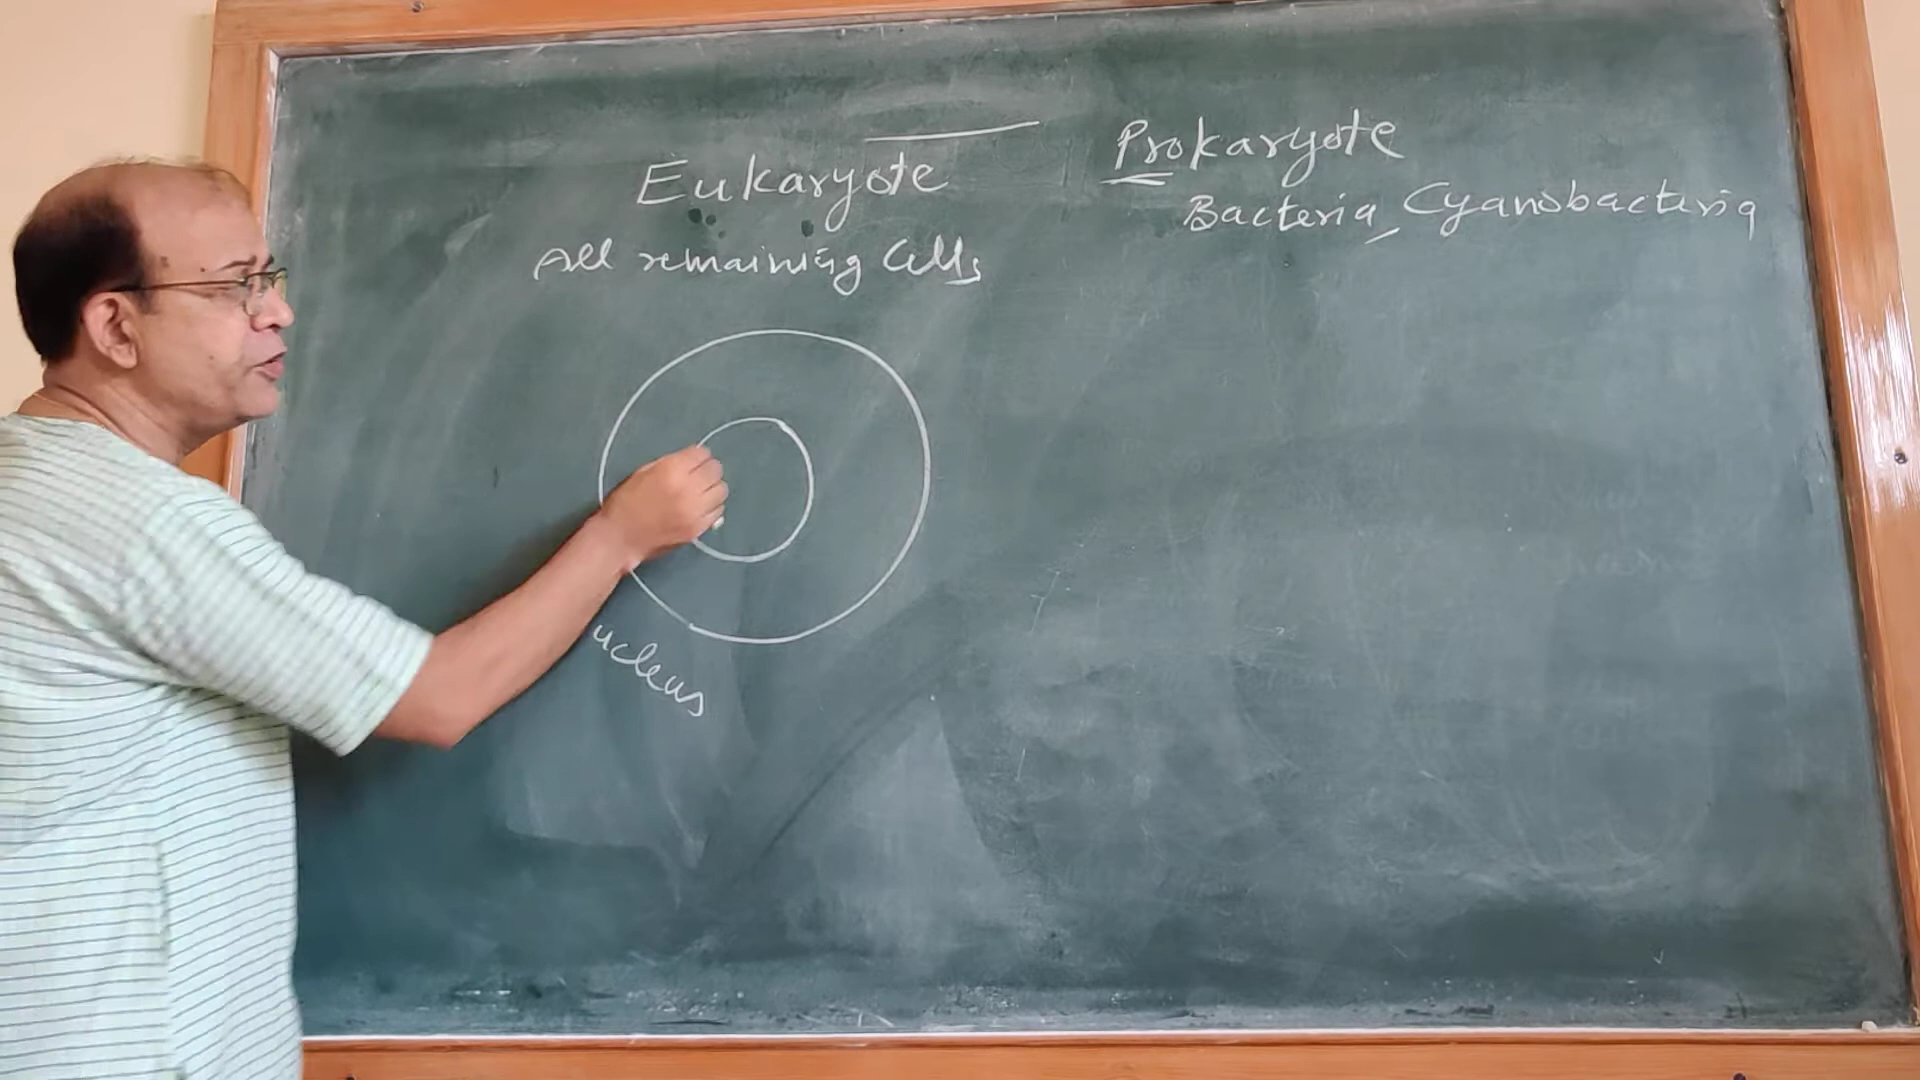 Eukaryote
All remaining Cells
Prokaryote
Bacteria, Cyanobacteria
ucleus